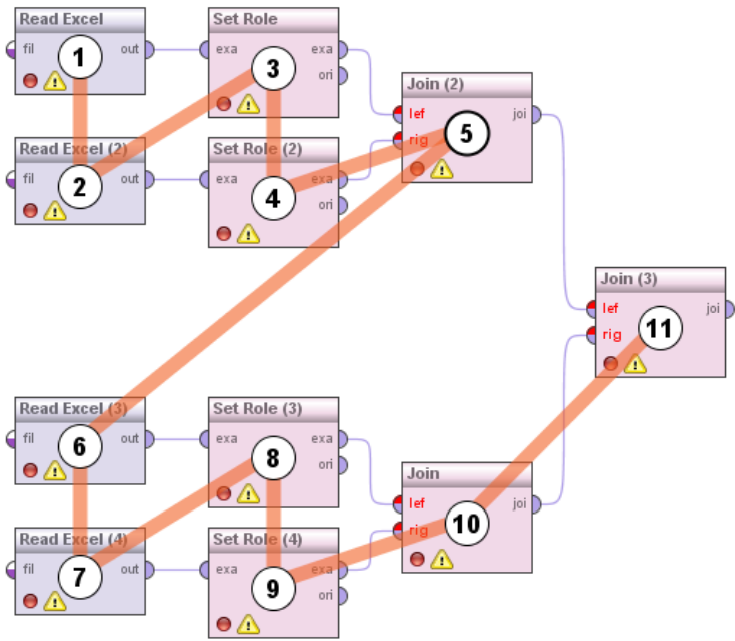 Read Excel
fil
out
1
Set Role
exa
exa
ori
3
Join (2)
lef
rig
joi
5
Read Excel (2)
fil
out
2
Set Role (2)
exa
exa
ori
4
Join (3)
lef
rig
joi
11
Read Excel (3)
fil
out
6
Set Role (3)
exa
exa
ori
8
Join
lef
rig
joi
10
Read Excel (4)
fil
out
7
Set Role (4)
exa
exa
ori
9